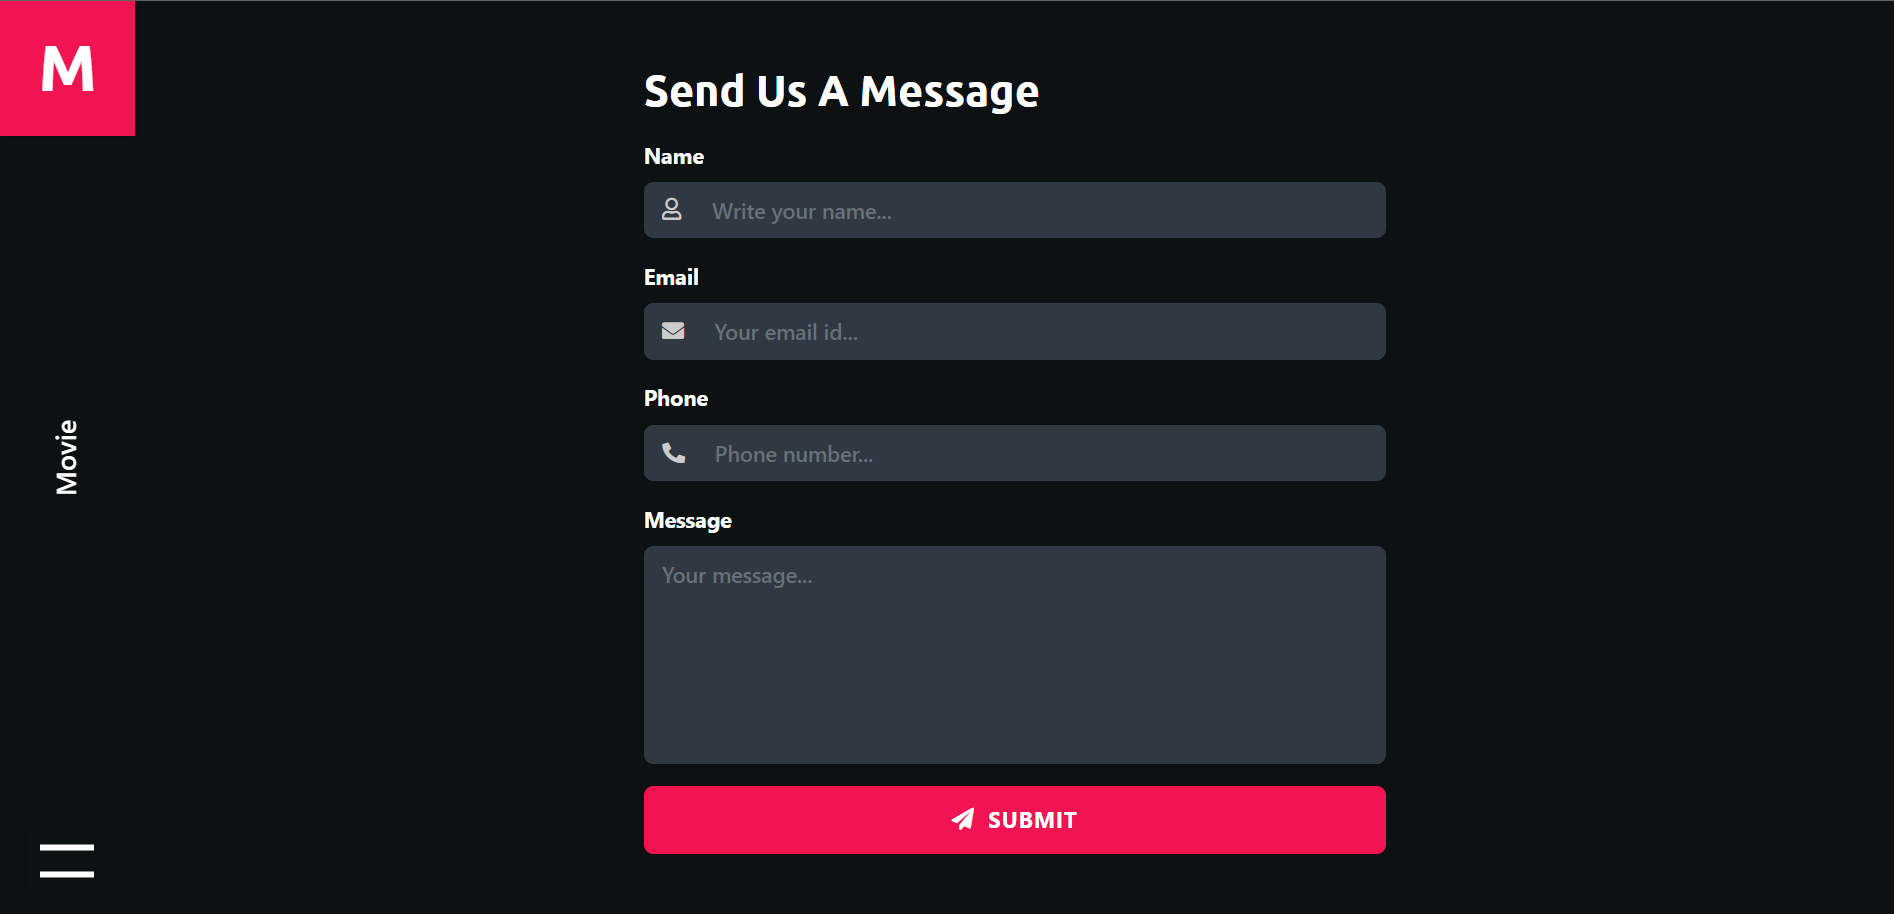 M
Movie
Send Us A Message
Name
Write your name...
Email
Your email id...
Phone
Phone number...
Message
Your message...
SUBMIT